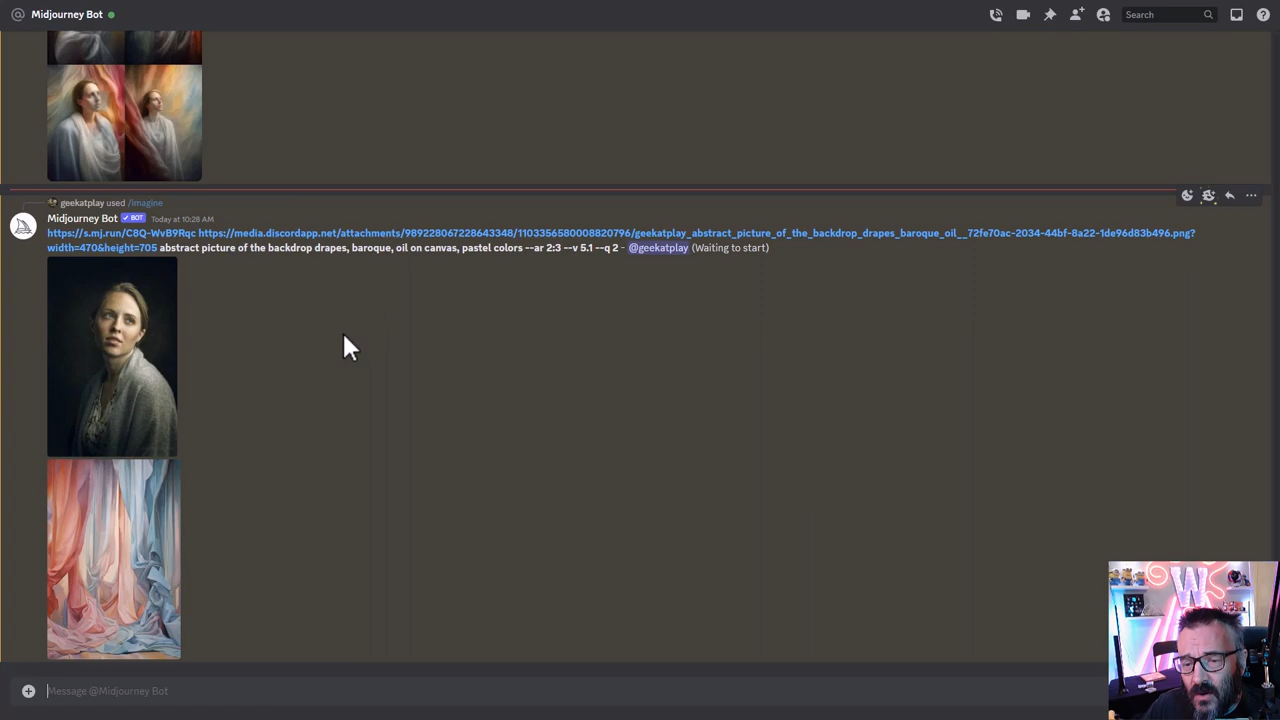 Midjourney Bot
Search
geekatplay used /imagine
Midjourney Bot ✓ BOT Today at 10:28 AM
https://s.mj.run/C8Q-WvB9Rqc https://media.discordapp.net/attachments/989228067228643348/1103356580008820796/geekatplay_abstract_picture_of_the_backdrop_drapes_baroque_oil__72fe70ac-2034-44bf-8a22-1de96d83b496.png?
width=470&height=705 abstract picture of the backdrop drapes, baroque, oil on canvas, pastel colors --ar 2:3 --v 5.1 --q 2 - @geekatplay (Waiting to start)
Message @Midjourney Bot
W